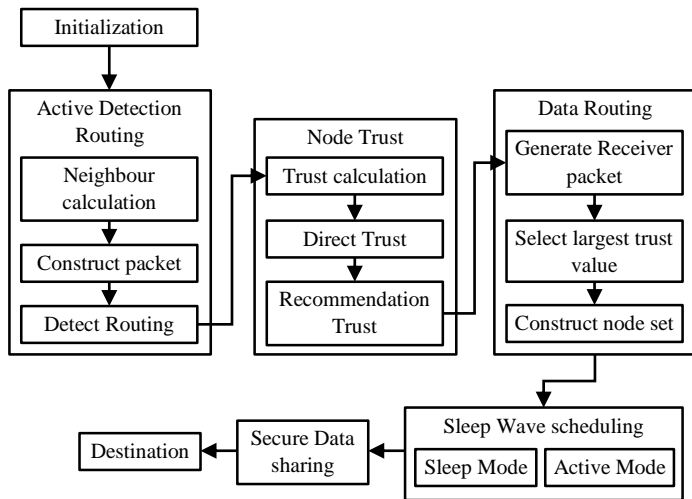 Initialization
Active Detection
Routing
Neighbour
calculation
Construct packet
Detect Routing
Node Trust
Trust calculation
Direct Trust
Recommendation
Trust
Data Routing
Generate Receiver
packet
Select largest trust
value
Construct node set
Sleep Wave scheduling
Sleep Mode
Active Mode
Secure Data
sharing
Destination